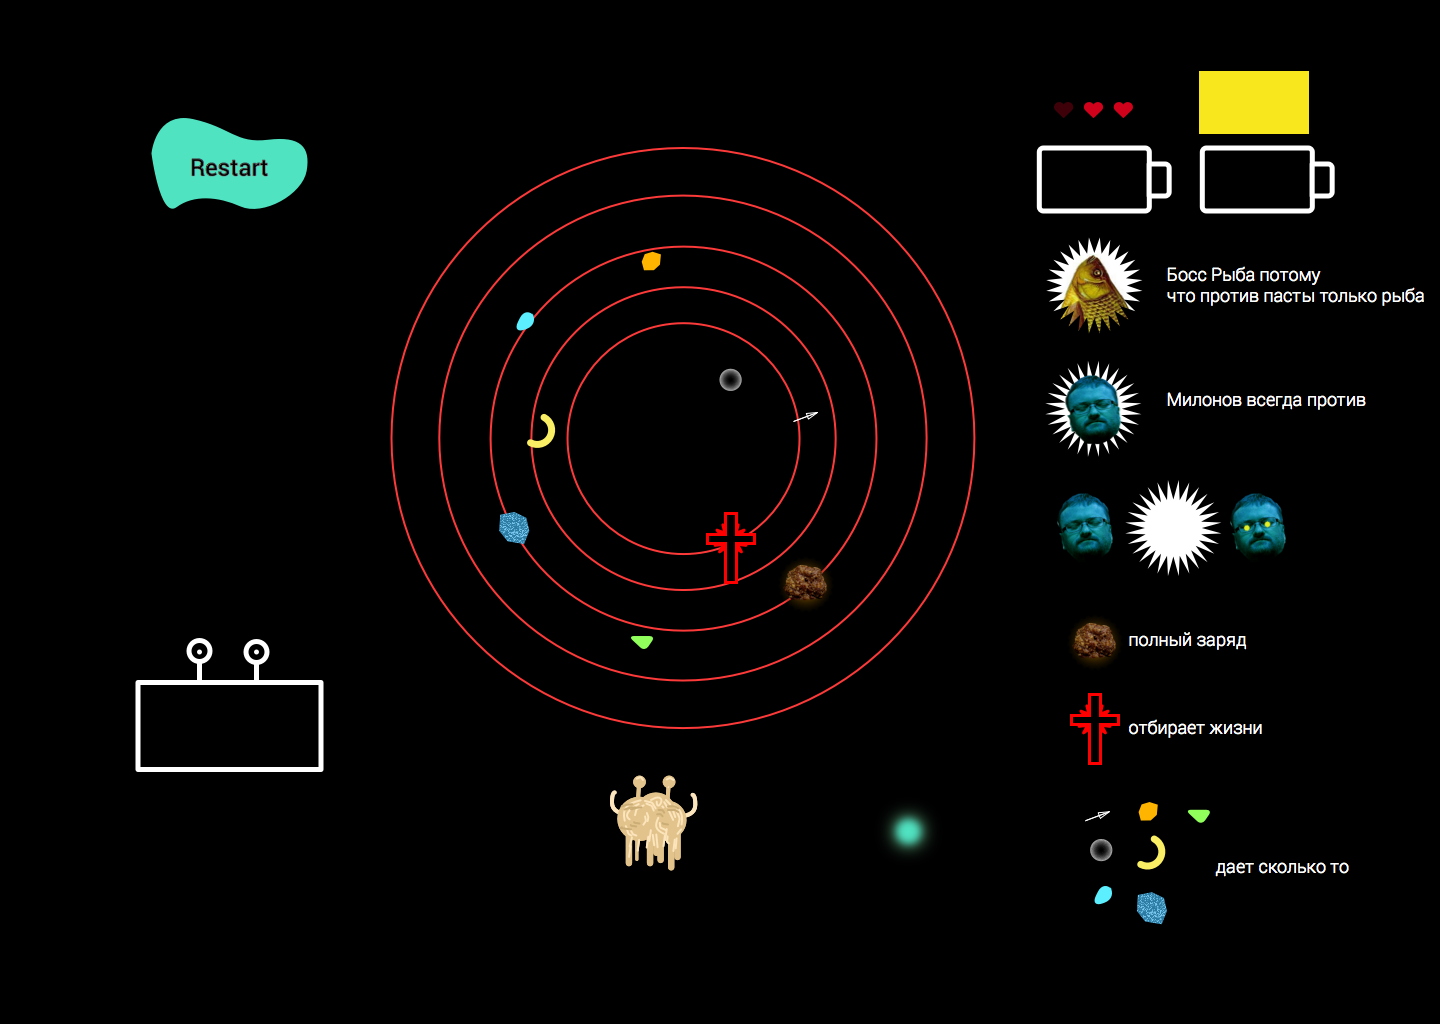 Restart
Босс Рыба потому
что против пасты только рыба
Милонов всегда против
полный заряд
отбирает жизни
дает сколько то